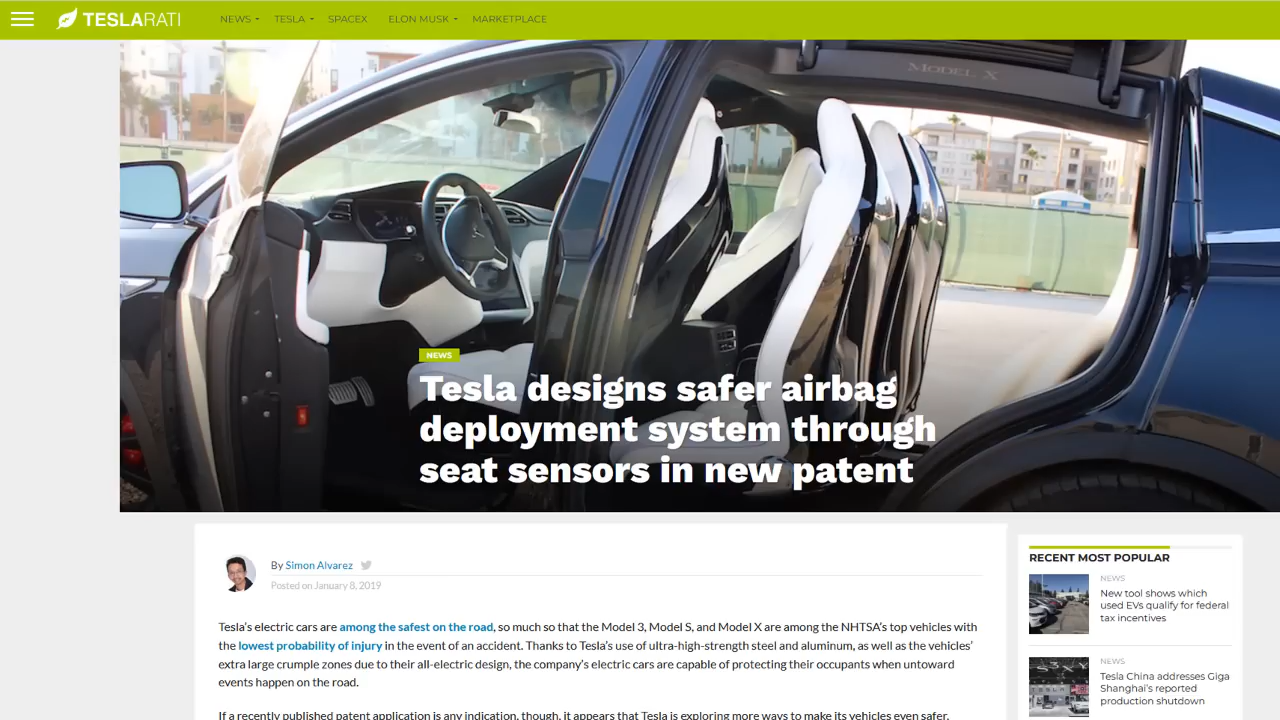 TESLARATI
NEWS
TESLA
SPACEX
ELON MUSK
MARKETPLACE
MODEL X
NEWS
Tesla designs safer airbag
deployment system through
seat sensors in new patent
By Simon Alvarez
Posted on January 8, 2019
Tesla's electric cars are among the safest on the road, so much so that the Model 3, Model S, and Model X are among the NHTSA's top vehicles with
the lowest probability of injury in the event of an accident. Thanks to Tesla's use of ultra-high-strength steel and aluminum, as well as the vehicles'
extra large crumple zones due to their all-electric design, the company's electric cars are capable of protecting their occupants when untoward
events happen on the road.
If a recently published patent application is any indication, though, it appears that Tesla is exploring more ways to make its vehicles even safer.
RECENT MOST POPULAR
NEWS
New tool shows which
used EVs qualify for federal
tax incentives
NEWS
Tesla China addresses Giga
Shanghai's reported
production shutdown